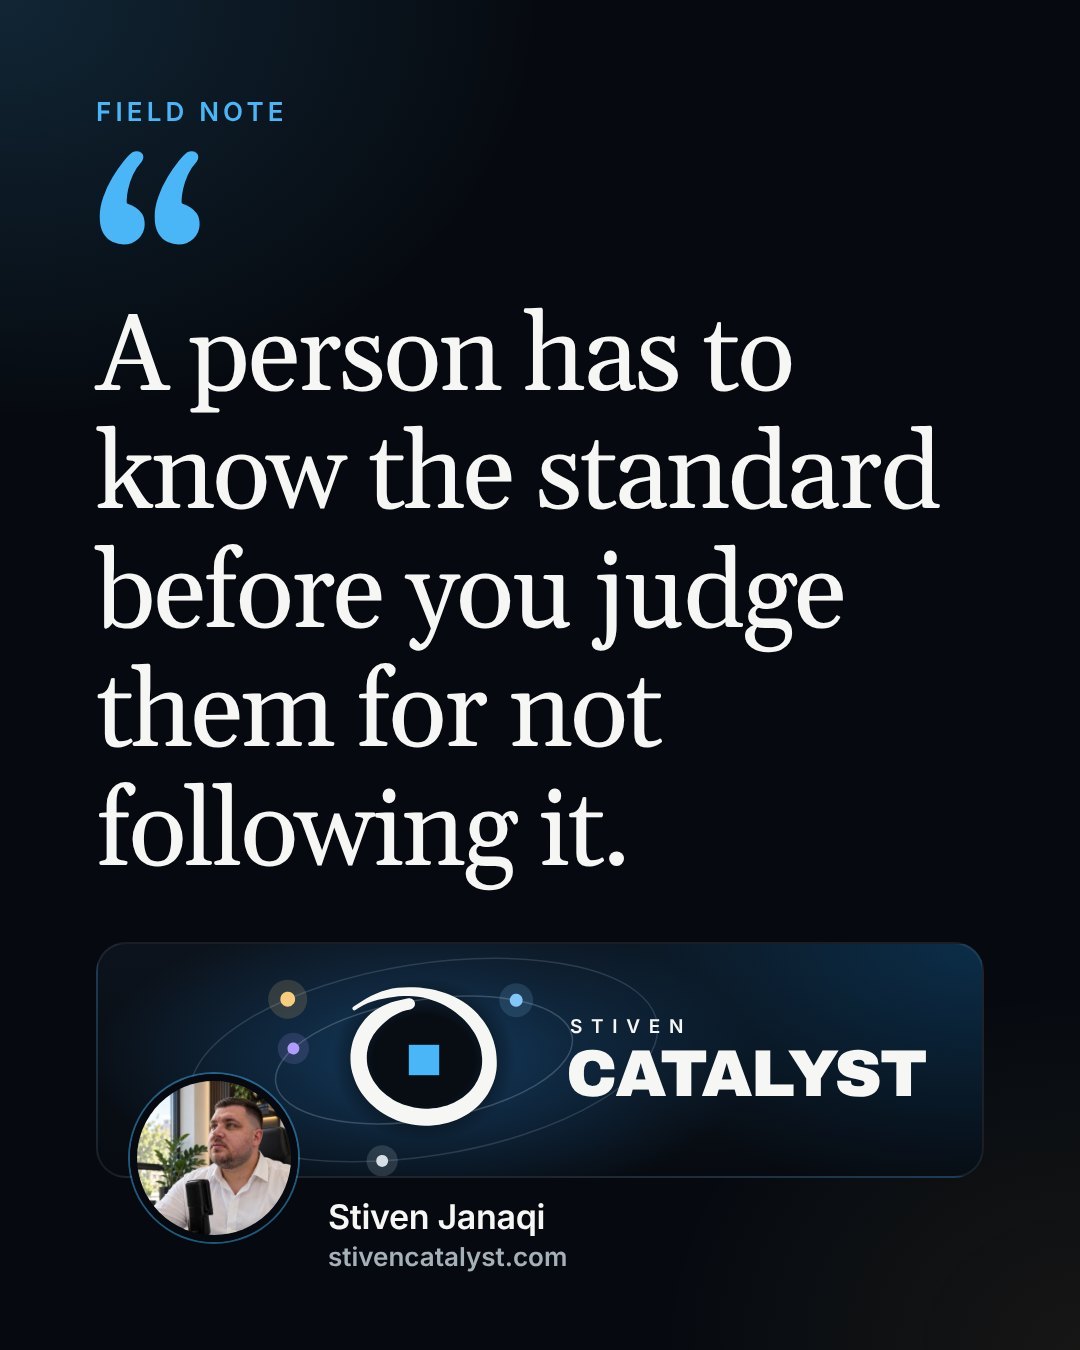 FIELD NOTE
“
A person has to
know the standard
before you judge
them for not
following it.
STIVEN
CATALYST
Stiven Janaqi
stivencatalyst.com